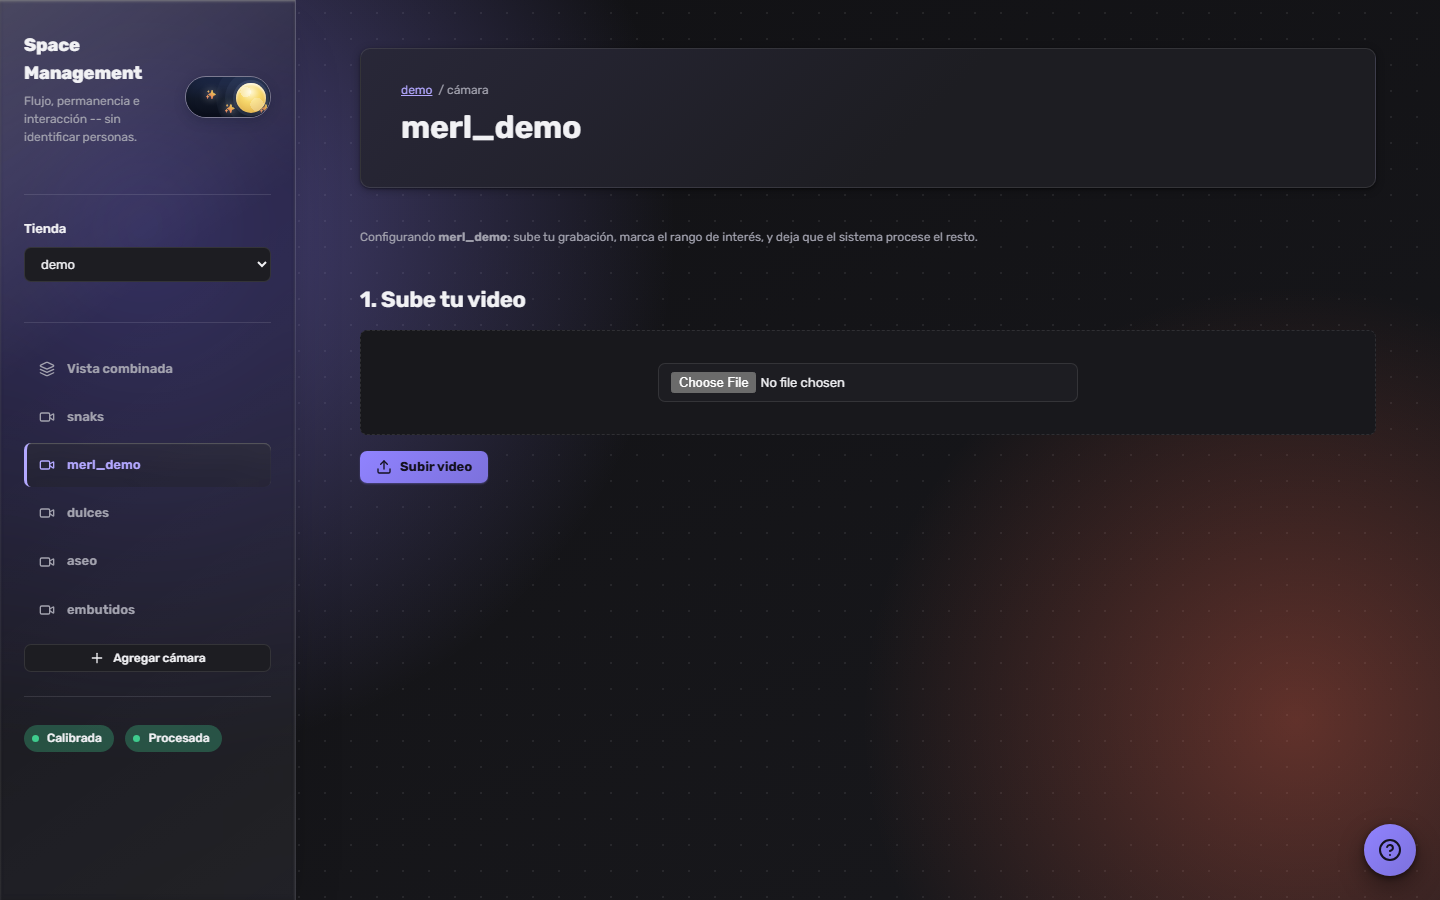 Space
Management
Flujo, permanencia e
interacción -- sin
identificar personas.
Tienda
demo
Vista combinada
snaks
merl_demo
dulces
aseo
embutidos
Agregar cámara
Calibrada
Procesada
demo / cámara
merl_demo
Configurando merl_demo: sube tu grabación, marca el rango de interés, y deja que el sistema procese el resto.
1. Sube tu video
Choose File No file chosen
Subir video